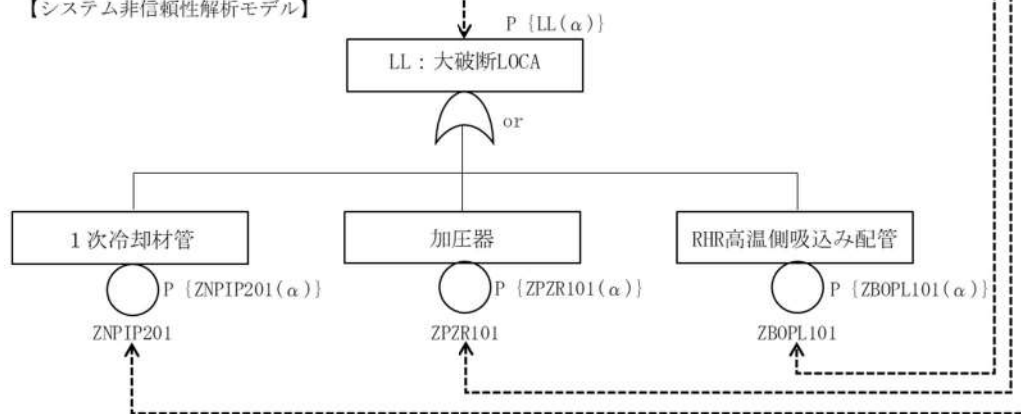 【システム非信頼性解析モデル】
P {LL(α)}
LL：大破断LOCA
or
１次冷却材管
加圧器
RHR高温側吸込み配管
P {ZNPIP201(α)}
P {ZPZR101(α)}
P {ZBOPL101(α)}
ZNPIP201
ZPZR101
ZBOPL101